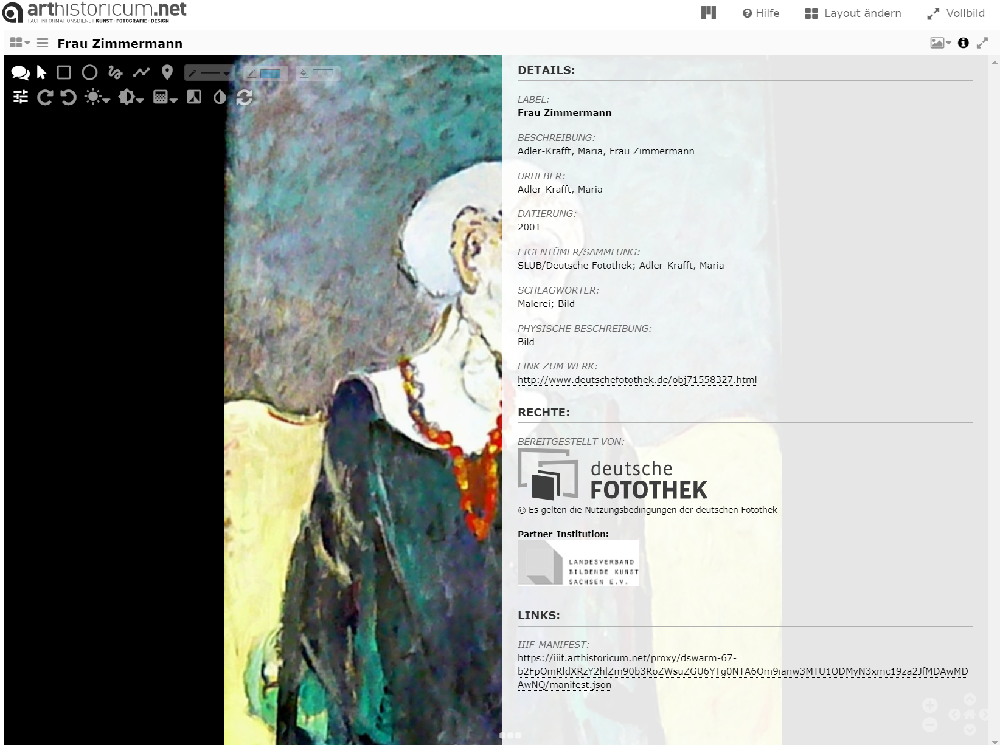 arthistoricum.net
FACHINFORMATIONSDIENST KUNST · FOTOGRAFIE · DESIGN
Hilfe
Layout ändern
Vollbild
Frau Zimmermann
DETAILS:
LABEL:
Frau Zimmermann
BESCHREIBUNG:
Adler-Krafft, Maria, Frau Zimmermann
URHEBER:
Adler-Krafft, Maria
DATIERUNG:
2001
EIGENTÜMER/SAMMLUNG:
SLUB/Deutsche Fotothek; Adler-Krafft, Maria
SCHLAGWÖRTER:
Malerei; Bild
PHYSISCHE BESCHREIBUNG:
Bild
LINK ZUM WERK:
http://www.deutschefotothek.de/obj71558327.html
RECHTE:
BEREITGESTELLT VON:
deutsche
FOTOTHEK
© Es gelten die Nutzungsbedingungen der deutschen Fotothek
Partner-Institution:
LANDESVERBAND
BILDENDE KUNST
SACHSEN E.V.
LINKS:
IIIF-MANIFEST:
https://iiif.arthistoricum.net/proxy/dswarm-67-
b2FpOmRldXRzY2hlZm90b3RoZWsuZGU6YTg0NTA6Om9ianw3MTU1ODMyN3xmc19za2JfMDAwMD
AwNQ/manifest.json